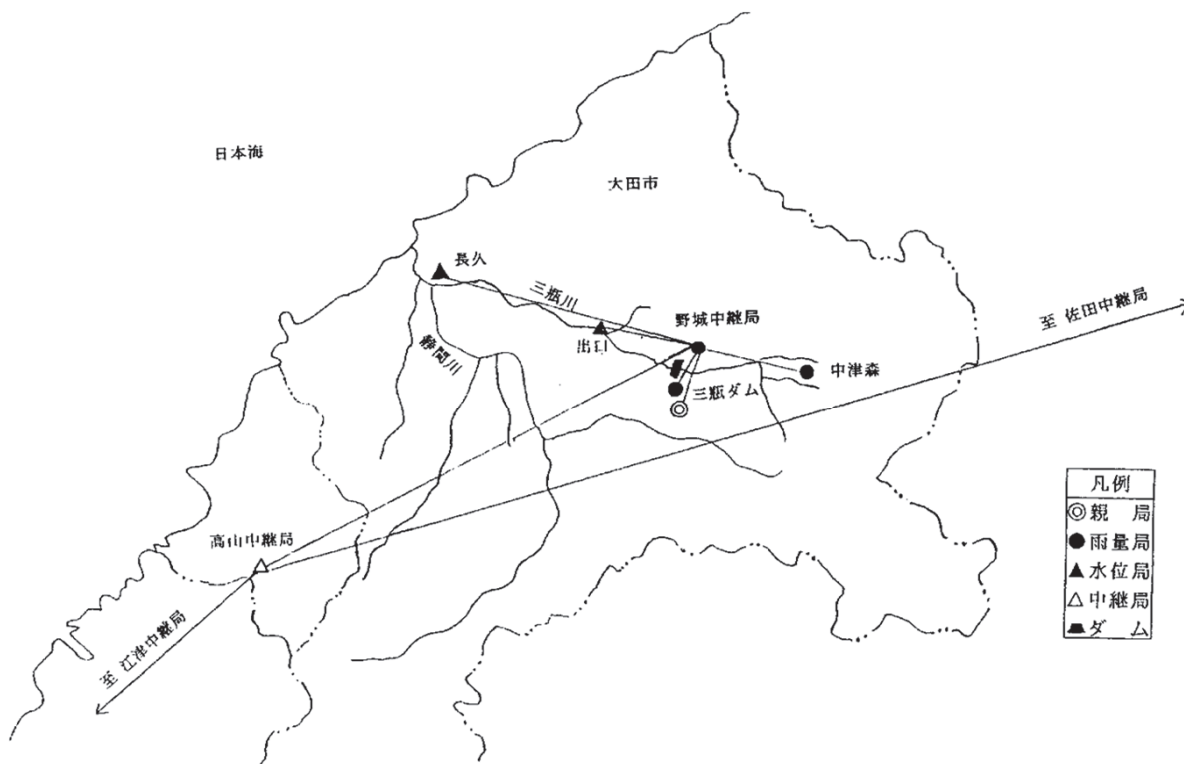 日本海
大田市
長久
三瓶川
野城中継局
至 佐田中継局
出口
静間川
中津森
三瓶ダム
高山中継局
至 江津中継局
凡例
親 局
雨量局
水位局
中継局
ダ ム